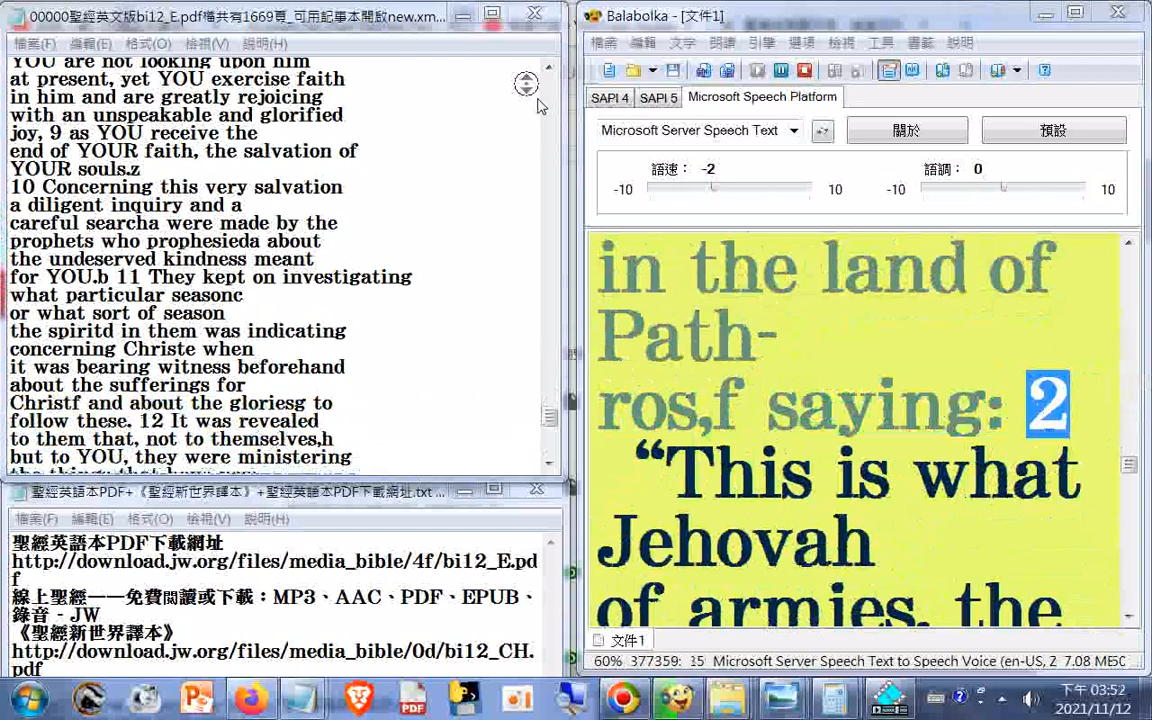 00000聖經英文版bi12_E.pdf檔共有1669頁_可用記事本開啟new.xm...
檔案(F) 編輯(E) 格式(O) 檢視(V) 說明(H)
YOU are not looking upon him
at present, yet YOU exercise faith
in him and are greatly rejoicing
with an unspeakable and glorified
joy, 9 as YOU receive the
end of YOUR faith, the salvation of
YOUR souls.z
10 Concerning this very salvation
a diligent inquiry and a
careful searcha were made by the
prophets who prophesieda about
the undeserved kindness meant
for YOU.b 11 They kept on investigating
what particular seasonc
or what sort of season
the spiritd in them was indicating
concerning Christe when
it was bearing witness beforehand
about the sufferings for
Christf and about the gloriesg to
follow these. 12 It was revealed
to them that, not to themselves,h
but to YOU, they were ministering
聖經英語本PDF+《聖經新世界譯本》+聖經英語本PDF下載網址.txt ...
檔案(F) 編輯(E) 格式(O) 檢視(V) 說明(H)
聖經英語本PDF下載網址
http://download.jw.org/files/media_bible/4f/bi12_E.pd
f
線上聖經——免費閱讀或下載：MP3、AAC、PDF、EPUB、
錄音 - JW
《聖經新世界譯本》
http://download.jw.org/files/media_bible/0d/bi12_CH.
pdf
Balabolka - [文件1]
檔案 編輯 文字 朗讀 引擎 選項 檢視 工具 書籤 說明
SAPI 4 SAPI 5 Microsoft Speech Platform
Microsoft Server Speech Text 關於 預設
語速： -2 語調： 0
-10 10 -10 10
in the land of
Path-
ros,f saying: 2
“This is what
Jehovah
of armies, the
文件1
60% 377359: 15 Microsoft Server Speech Text to Speech Voice (en-US, Z 7.08 ME
下午 03:52
2021/11/12